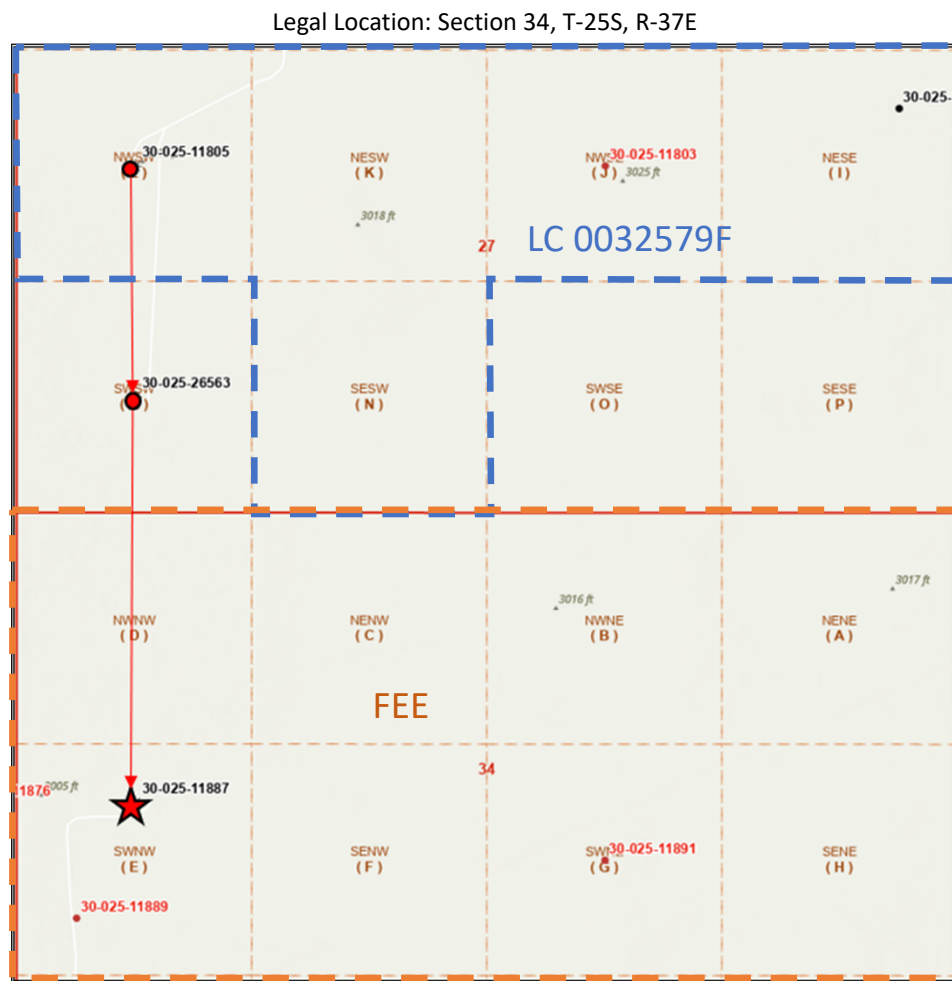 Legal Location: Section 34, T-25S, R-37E
30-025-
30-025-11805
30-025-11803
NWSW
NESW
NESE
(K)
(J)
(I)
3025 ft
3018 ft
LC 0032579F
27
30-025-26563
SESW
SWSE
SESE
(N)
(O)
(P)
3017 ft
3016 ft
NWNW
NENW
NWNE
NENE
(D)
(C)
(B)
(A)
FEE
34
30-025-11887
11876
3005 ft
30-025-11891
SWNW
SENW
SENE
(E)
(F)
(G)
(H)
30-025-11889